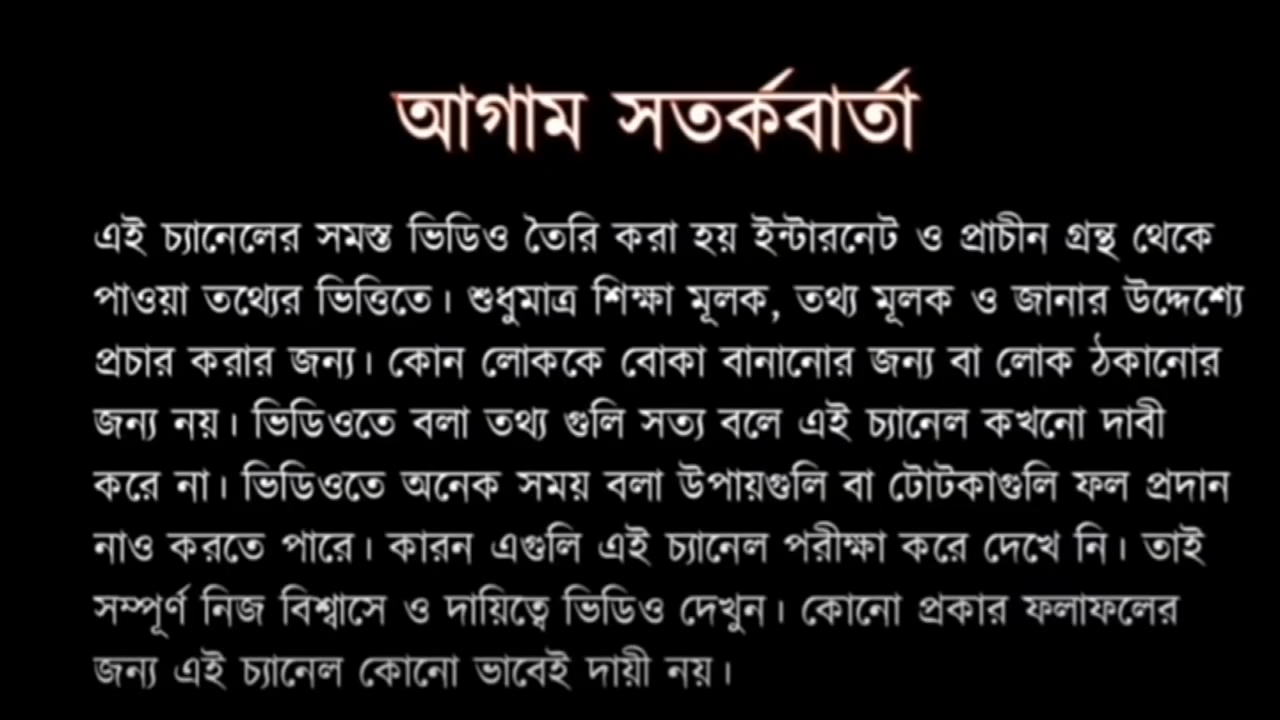 আগাম সতর্কবার্তা
এই চ্যানেলের সমস্ত ভিডিও তৈরি করা হয় ইন্টারনেট ও প্রাচীন গ্রন্থ থেকে
পাওয়া তথ্যের ভিত্তিতে। শুধুমাত্র শিক্ষা মূলক, তথ্য মূলক ও জানার উদ্দেশ্যে
প্রচার করার জন্য। কোন লোককে বোকা বানানোর জন্য বা লোক ঠকানোর
জন্য নয়। ভিডিওতে বলা তথ্য গুলি সত্য বলে এই চ্যানেল কখনো দাবী
করে না। ভিডিওতে অনেক সময় বলা উপায়গুলি বা টোটকাগুলি ফল প্রদান
নাও করতে পারে। কারন এগুলি এই চ্যানেল পরীক্ষা করে দেখে নি। তাই
সম্পূর্ণ নিজ বিশ্বাসে ও দায়িত্বে ভিডিও দেখুন। কোনো প্রকার ফলাফলের
জন্য এই চ্যানেল কোনো ভাবেই দায়ী নয়।